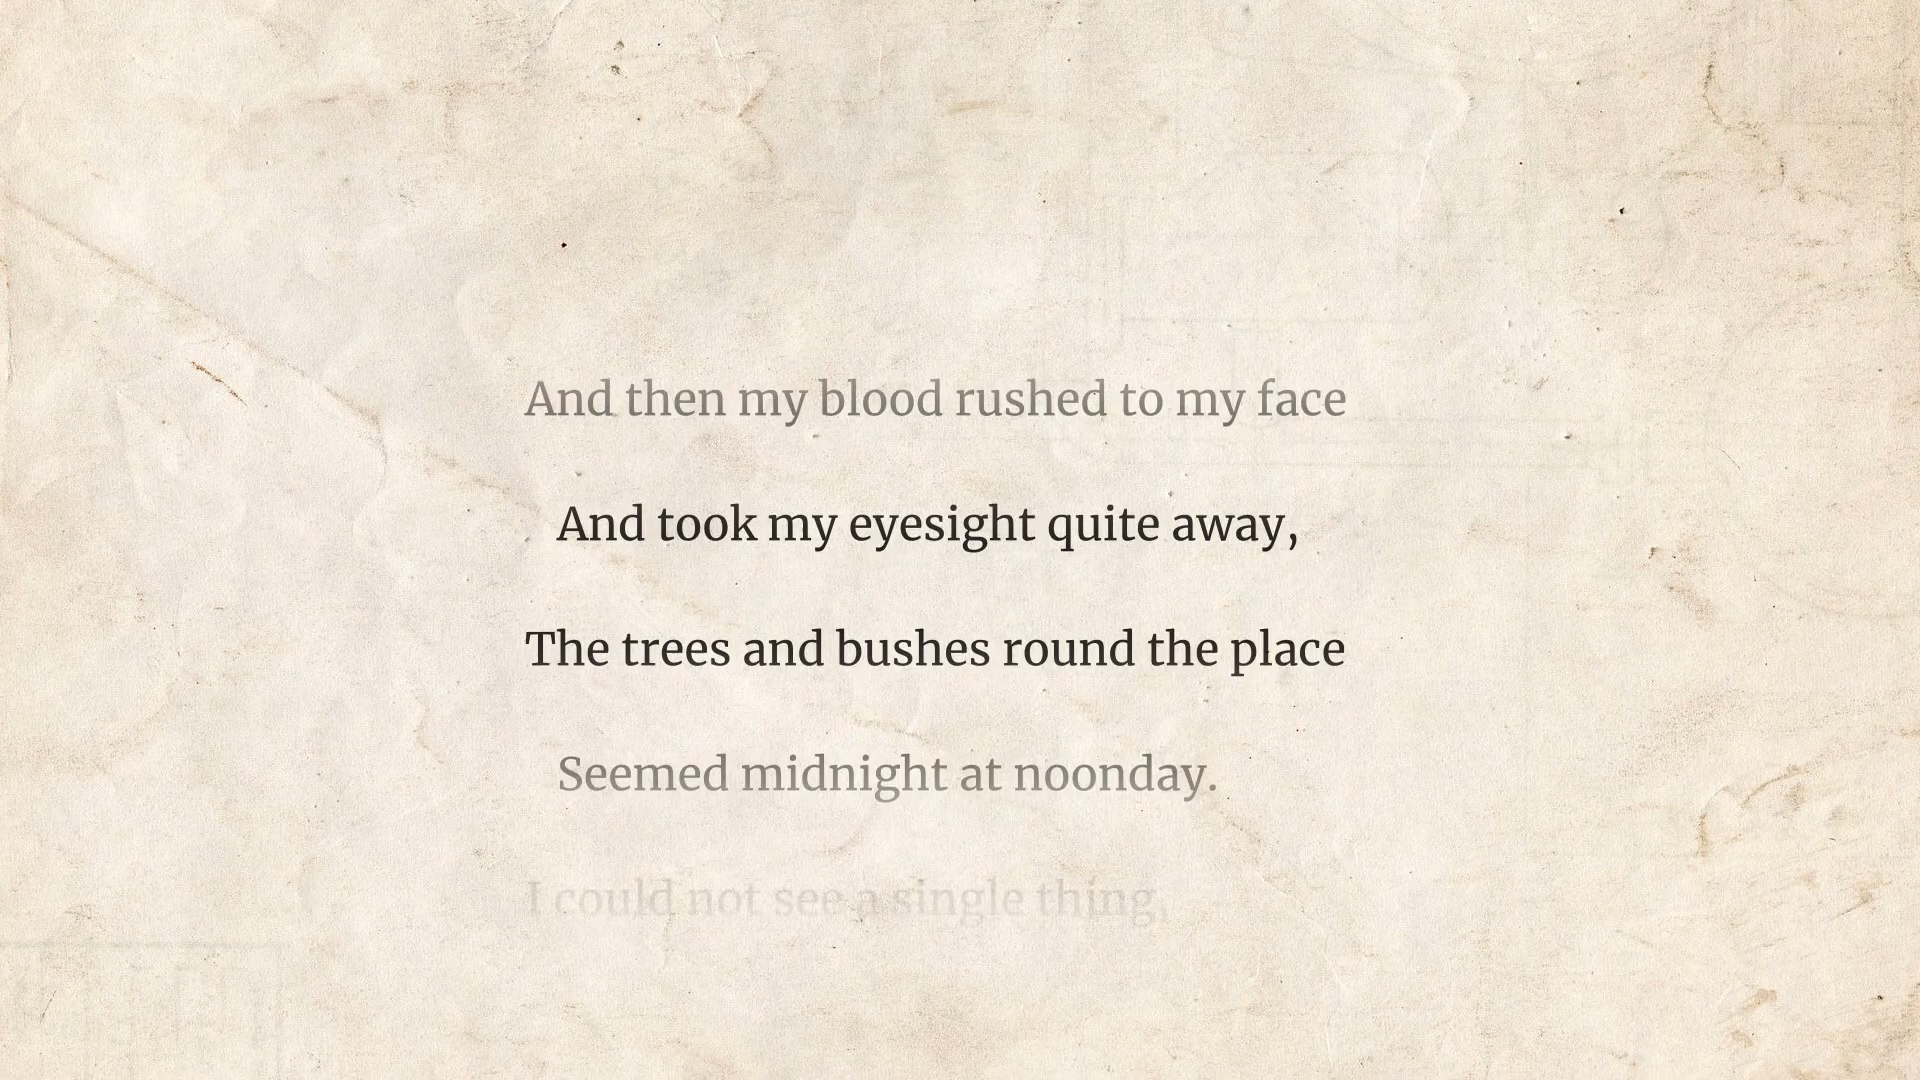 And then my blood rushed to my face
And took my eyesight quite away,
The trees and bushes round the place
Seemed midnight at noonday.
I could not see a single thing,